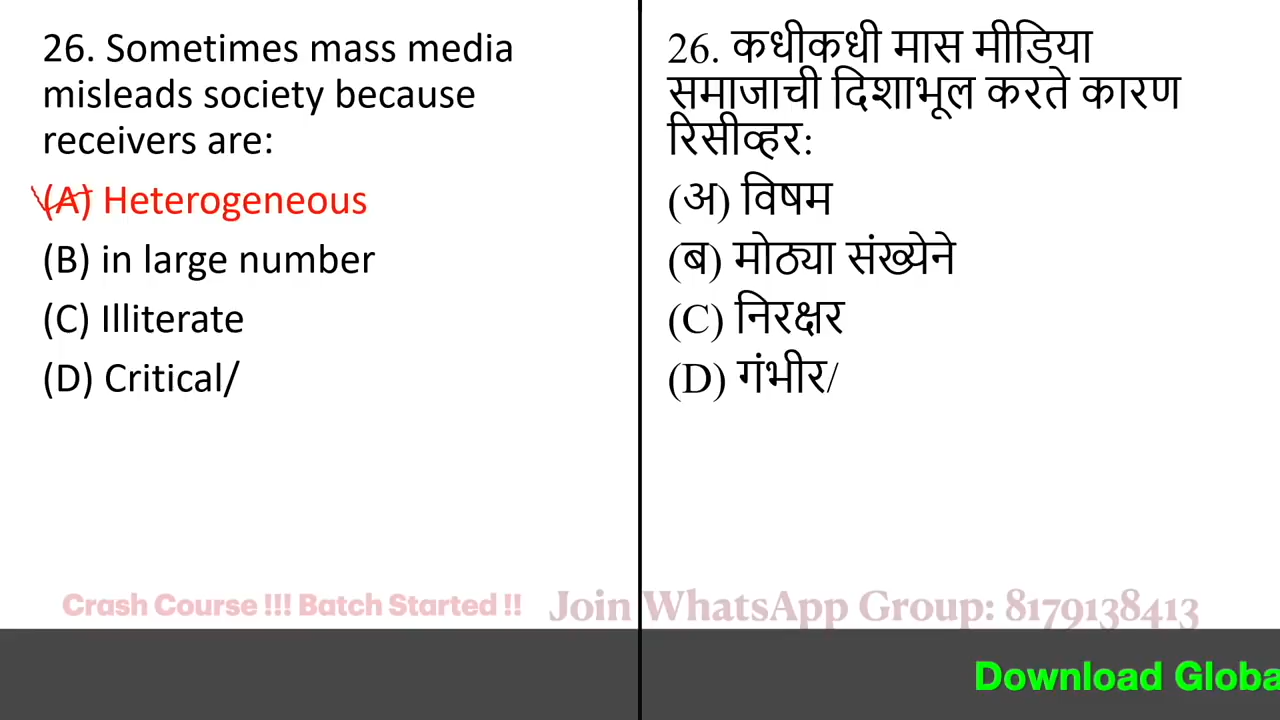 26. Sometimes mass media
misleads society because
receivers are:
(A) Heterogeneous
(B) in large number
(C) Illiterate
(D) Critical/
26. कधीकधी मास मीडिया
समाजाची दिशाभूल करते कारण
रिसीव्हर:
(अ) विषम
(ब) मोठ्या संख्येने
(C) निरक्षर
(D) गंभीर/
Crash Course !!! Batch Started !!
Join WhatsApp Group: 8179138413
Download Globa